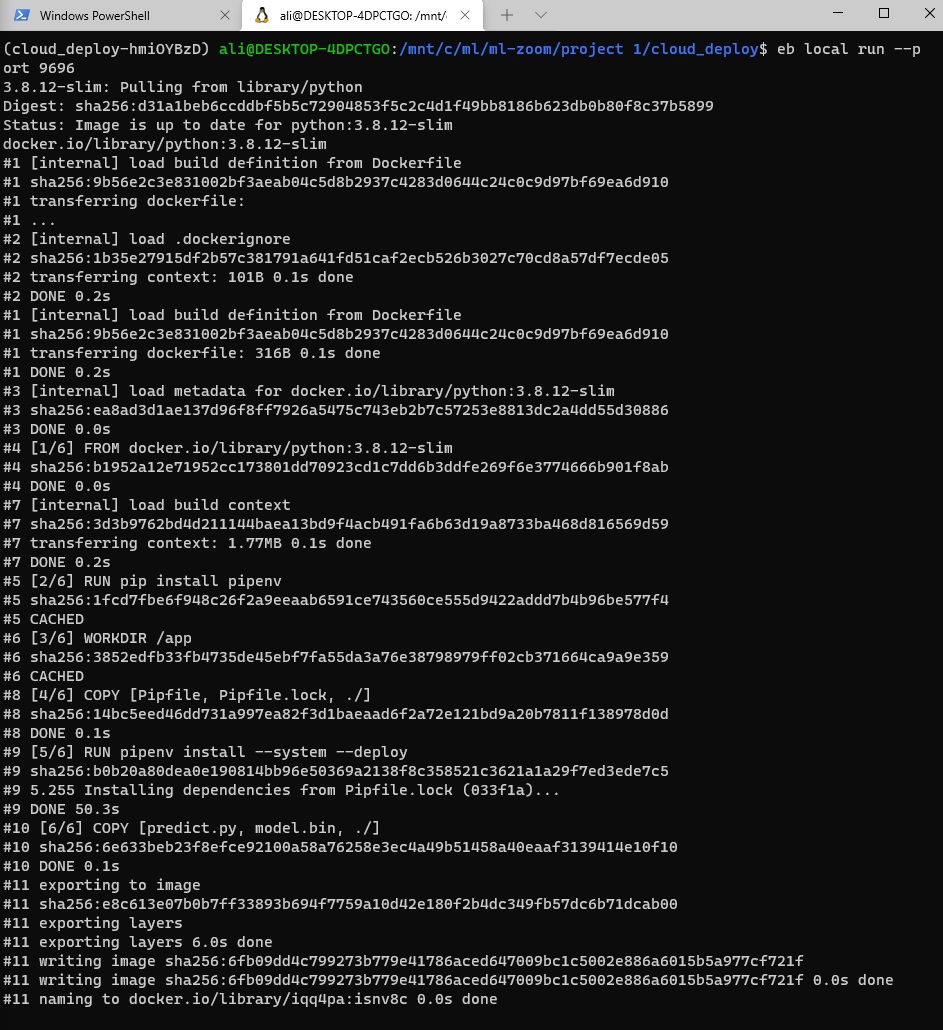 Windows PowerShell
ali@DESKTOP-4DPCTGO: /mnt/
(cloud_deploy-hmiOYBzD) ali@DESKTOP-4DPCTGO:/mnt/c/ml/ml-zoom/project 1/cloud_deploy$ eb local run --p
ort 9696
3.8.12-slim: Pulling from library/python
Digest: sha256:d31a1beb6ccddbf5b5c72904853f5c2c4d1f49bb8186b623db0b80f8c37b5899
Status: Image is up to date for python:3.8.12-slim
docker.io/library/python:3.8.12-slim
#1 [internal] load build definition from Dockerfile
#1 sha256:9b56e2c3e831002bf3aeab04c5d8b2937c4283d0644c24c0c9d97bf69ea6d910
#1 transferring dockerfile:
#1 ...
#2 [internal] load .dockerignore
#2 sha256:1b35e27915df2b57c381791a641fd51caf2ecb526b3027c70cd8a57df7ecde05
#2 transferring context: 101B 0.1s done
#2 DONE 0.2s
#1 [internal] load build definition from Dockerfile
#1 sha256:9b56e2c3e831002bf3aeab04c5d8b2937c4283d0644c24c0c9d97bf69ea6d910
#1 transferring dockerfile: 316B 0.1s done
#1 DONE 0.2s
#3 [internal] load metadata for docker.io/library/python:3.8.12-slim
#3 sha256:ea8ad3d1ae137d96f8ff7926a5475c743eb2b7c57253e8813dc2a4dd55d30886
#3 DONE 0.0s
#4 [1/6] FROM docker.io/library/python:3.8.12-slim
#4 sha256:b1952a12e71952cc173801dd70923cd1c7dd6b3ddfe269f6e3774666b901f8ab
#4 DONE 0.0s
#7 [internal] load build context
#7 sha256:3d3b9762bd4d211144baea13bd9f4acb491fa6b63d19a8733ba468d816569d59
#7 transferring context: 1.77MB 0.1s done
#7 DONE 0.2s
#5 [2/6] RUN pip install pipenv
#5 sha256:1fcd7fbe6f948c26f2a9eeaab6591ce743560ce555d9422addd7b4b96be577f4
#5 CACHED
#6 [3/6] WORKDIR /app
#6 sha256:3852edfb33fb4735de45ebf7fa55da3a76e38798979ff02cb371664ca9a9e359
#6 CACHED
#8 [4/6] COPY [Pipfile, Pipfile.lock, ./]
#8 sha256:14bc5eed46dd731a997ea82f3d1baeaad6f2a72e121bd9a20b7811f138978d0d
#8 DONE 0.1s
#9 [5/6] RUN pipenv install --system --deploy
#9 sha256:b0b20a80dea0e190814bb96e50369a2138f8c358521c3621a1a29f7ed3ede7c5
#9 5.255 Installing dependencies from Pipfile.lock (033f1a)...
#9 DONE 50.3s
#10 [6/6] COPY [predict.py, model.bin, ./]
#10 sha256:6e633beb23f8efce92100a58a76258e3ec4a49b51458a40eaaf3139414e10f10
#10 DONE 0.1s
#11 exporting to image
#11 sha256:e8c613e07b0b7ff33893b694f7759a10d42e180f2b4dc349fb57dc6b71dcab00
#11 exporting layers
#11 exporting layers 6.0s done
#11 writing image sha256:6fb09dd4c799273b779e41786aced647009bc1c5002e886a6015b5a977cf721f
#11 writing image sha256:6fb09dd4c799273b779e41786aced647009bc1c5002e886a6015b5a977cf721f 0.0s done
#11 naming to docker.io/library/iqq4pa:isnv8c 0.0s done